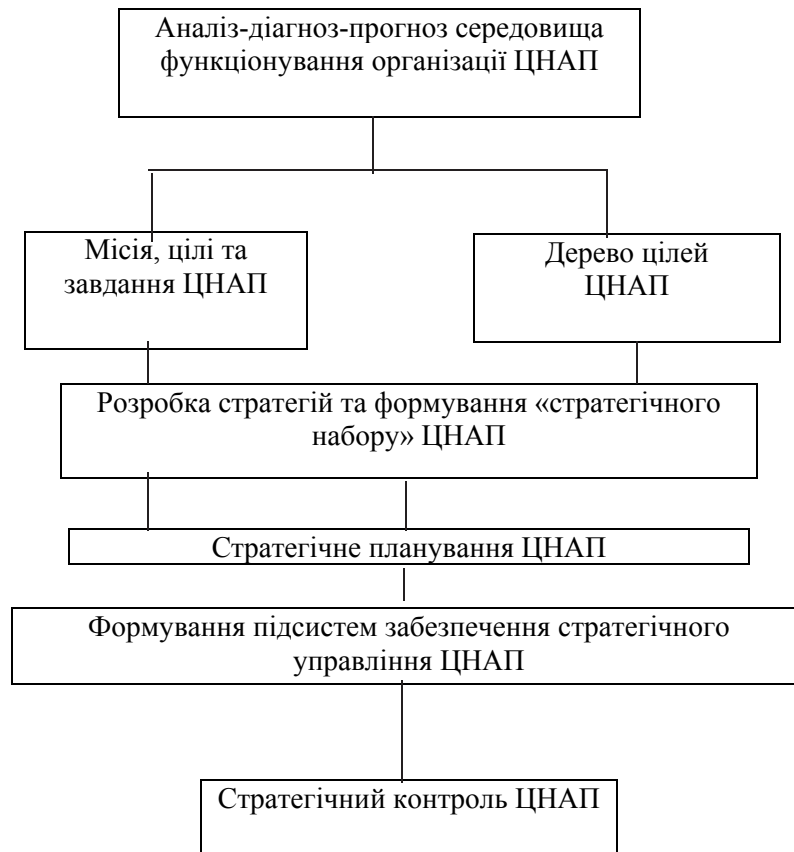 Аналіз-діагноз-прогноз середовища
функціонування організації ЦНАП
Місія, цілі та
завдання ЦНАП
Дерево цілей
ЦНАП
Розробка стратегій та формування «стратегічного
набору» ЦНАП
Стратегічне планування ЦНАП
Формування підсистем забезпечення стратегічного
управління ЦНАП
Стратегічний контроль ЦНАП